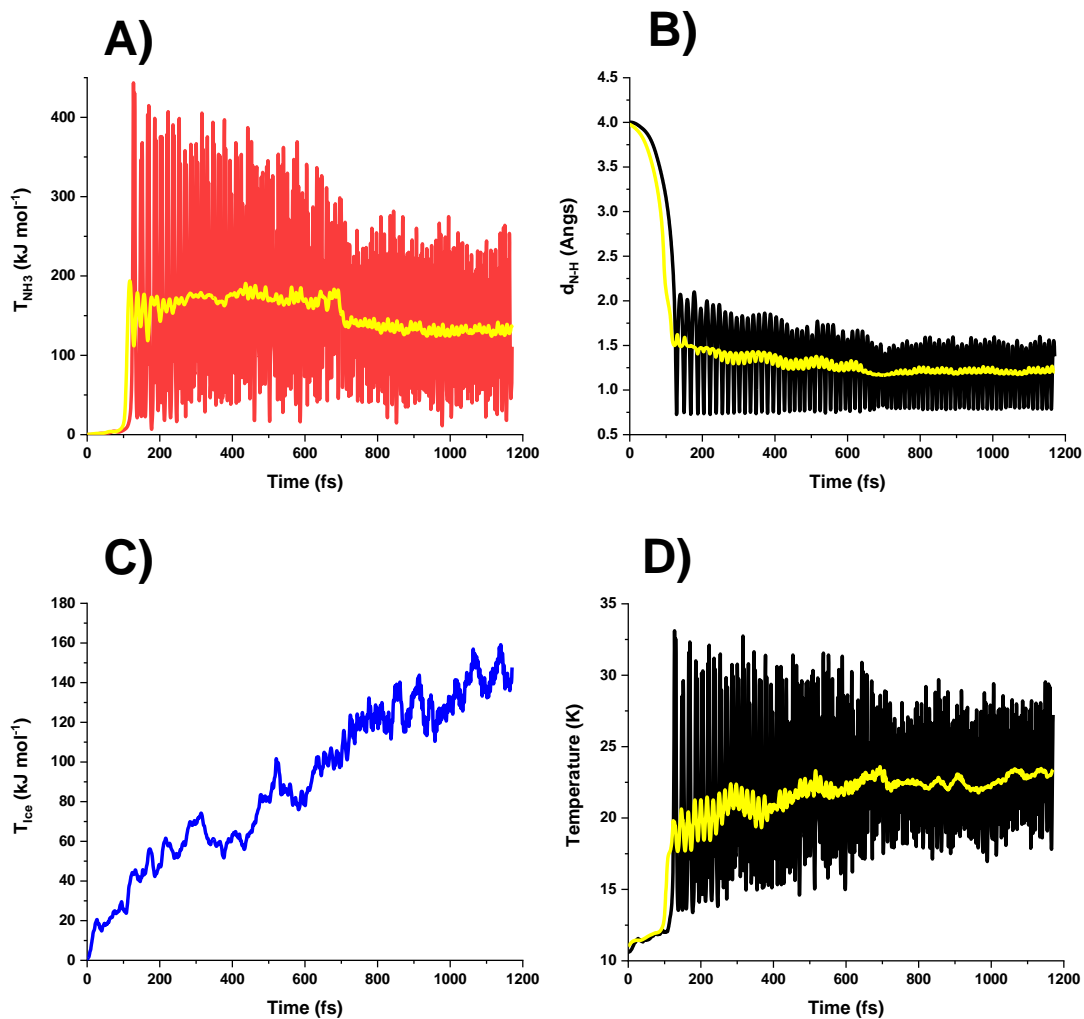 A)
B)
T_NH3 (kJ mol⁻¹)
400
300
200
100
0
0 200 400 600 800 1000 1200
Time (fs)
d_N-H (Angs)
4.5
4.0
3.5
3.0
2.5
2.0
1.5
1.0
0.5
0 200 400 600 800 1000 1200
Time (fs)
C)
D)
T_Ice (kJ mol⁻¹)
180
160
140
120
100
80
60
40
20
0
0 200 400 600 800 1000 1200
Time (fs)
Temperature (K)
35
30
25
20
15
10
0 200 400 600 800 1000 1200
Time (fs)